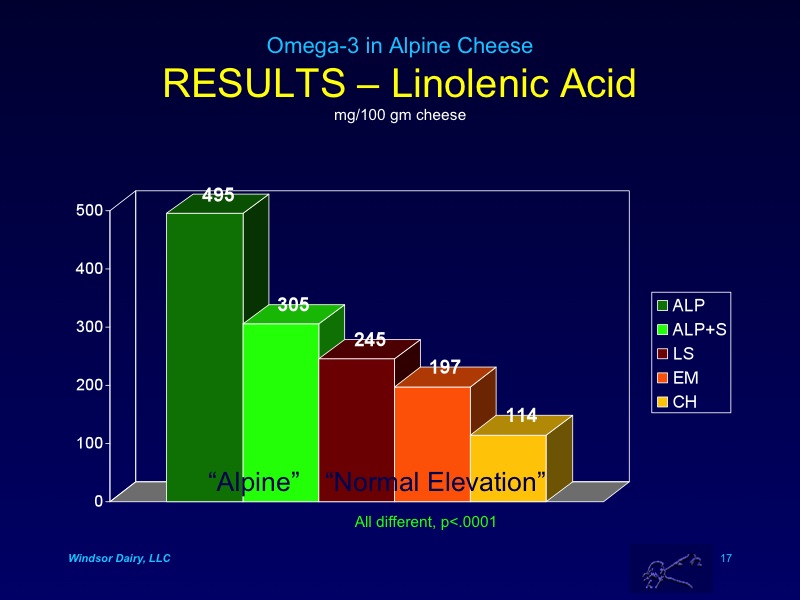 Omega-3 in Alpine Cheese
RESULTS – Linolenic Acid
mg/100 gm cheese
495
500
305
400
245
300
197
200
114
100
0
ALP
ALP+S
LS
EM
CH
“Alpine” “Normal Elevation”
All different, p<.0001
Windsor Dairy, LLC
17